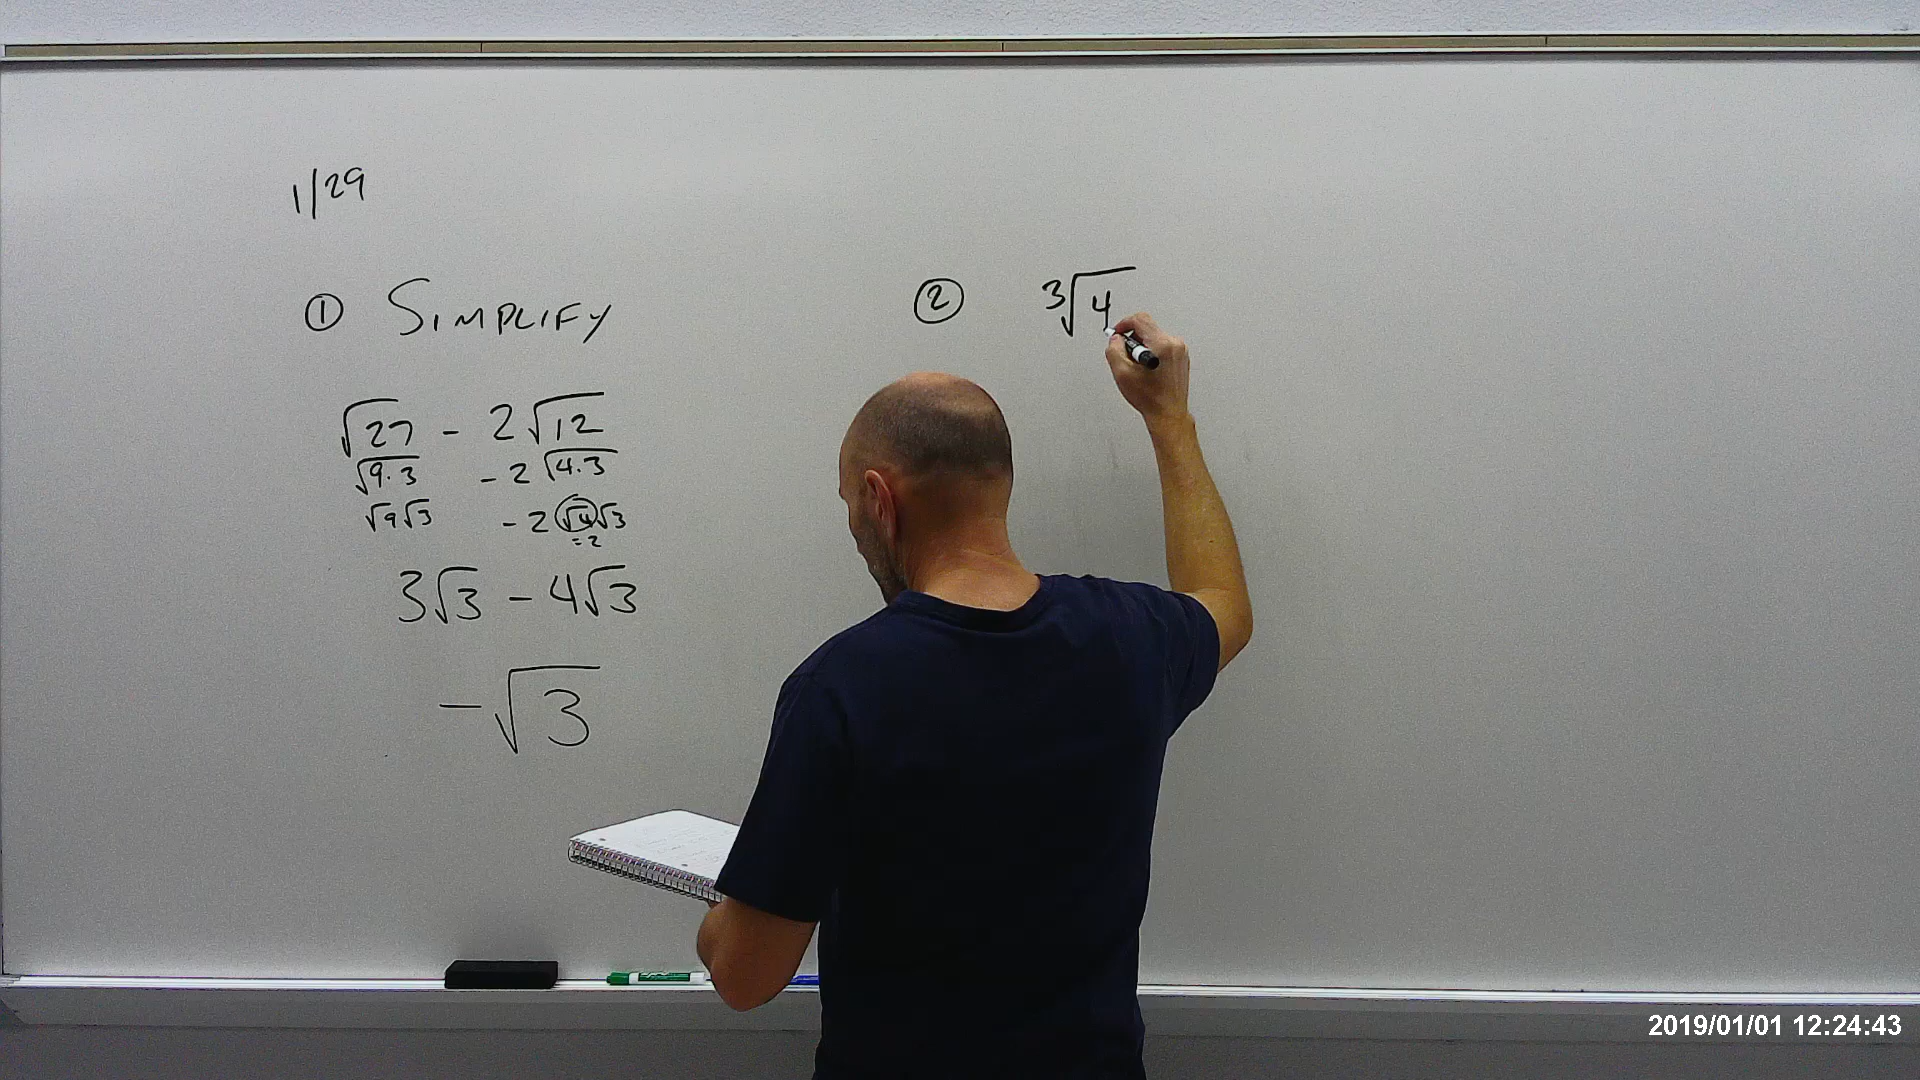 1/29
① SIMPLIFY
√27 - 2√12
√9·3 - 2√4·3
√9√3 - 2√4√3
=2
3√3 - 4√3
-√3
② ³√4
2019/01/01 12:24:43